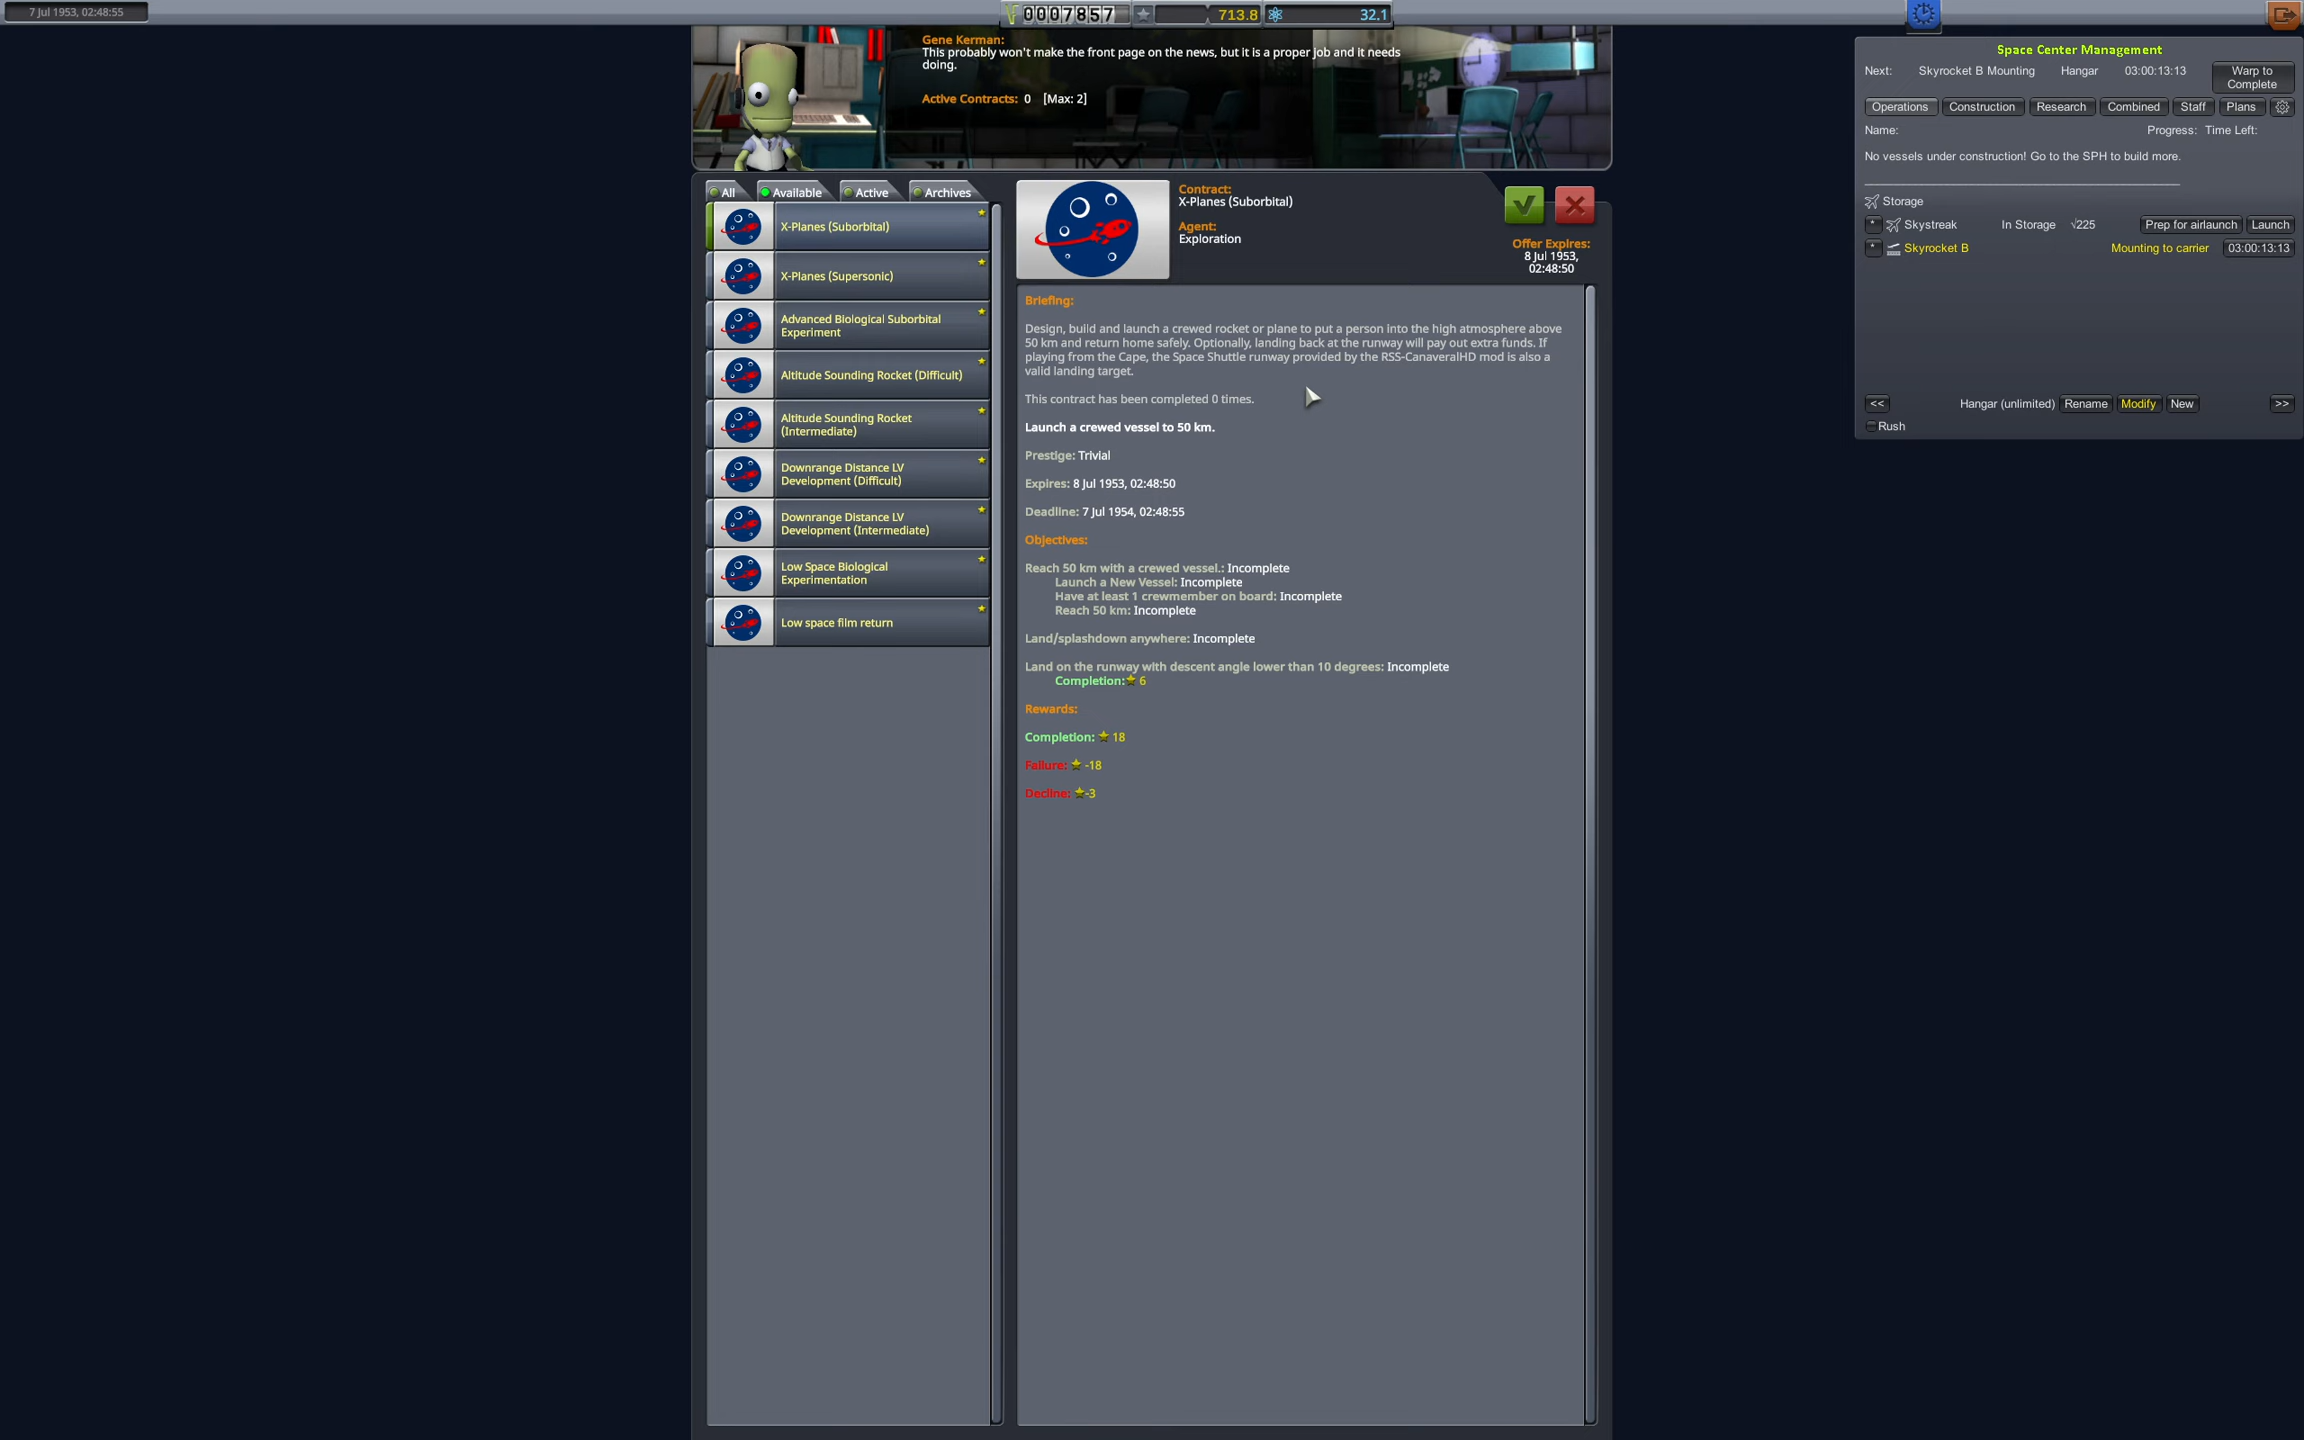 7 Jul 1953, 02:48:55
0007857
713.8
32.1
Gene Kerman:
This probably won't make the front page on the news, but it is a proper job and it needs
doing.
Active Contracts: 0 [Max: 2]
All
Available
Active
Archives
X-Planes (Suborbital)
X-Planes (Supersonic)
Advanced Biological Suborbital
Experiment
Altitude Sounding Rocket (Difficult)
Altitude Sounding Rocket
(Intermediate)
Downrange Distance LV
Development (Difficult)
Downrange Distance LV
Development (Intermediate)
Low Space Biological
Experimentation
Low space film return
Contract:
X-Planes (Suborbital)
Agent:
Exploration
Offer Expires:
8 Jul 1953,
02:48:50
Briefing:
Design, build and launch a crewed rocket or plane to put a person into the high atmosphere above
50 km and return home safely. Optionally, landing back at the runway will pay out extra funds. If
playing from the Cape, the Space Shuttle runway provided by the RSS-CanaveralHD mod is also a
valid landing target.
This contract has been completed 0 times.
Launch a crewed vessel to 50 km.
Prestige: Trivial
Expires: 8 Jul 1953, 02:48:50
Deadline: 7 Jul 1954, 02:48:55
Objectives:
Reach 50 km with a crewed vessel.: Incomplete
Launch a New Vessel: Incomplete
Have at least 1 crewmember on board: Incomplete
Reach 50 km: Incomplete
Land/splashdown anywhere: Incomplete
Land on the runway with descent angle lower than 10 degrees: Incomplete
Completion: 6
Rewards:
Completion: 18
Failure: -18
Decline: -3
Space Center Management
Next: Skyrocket B Mounting Hangar 03:00:13:13
Warp to
Complete
Operations Construction Research Combined Staff Plans
Name: Progress: Time Left:
No vessels under construction! Go to the SPH to build more.
Storage
* Skystreak In Storage √225 Prep for airlaunch Launch
* Skyrocket B Mounting to carrier 03:00:13:13
<< Hangar (unlimited) Rename Modify New >>
Rush